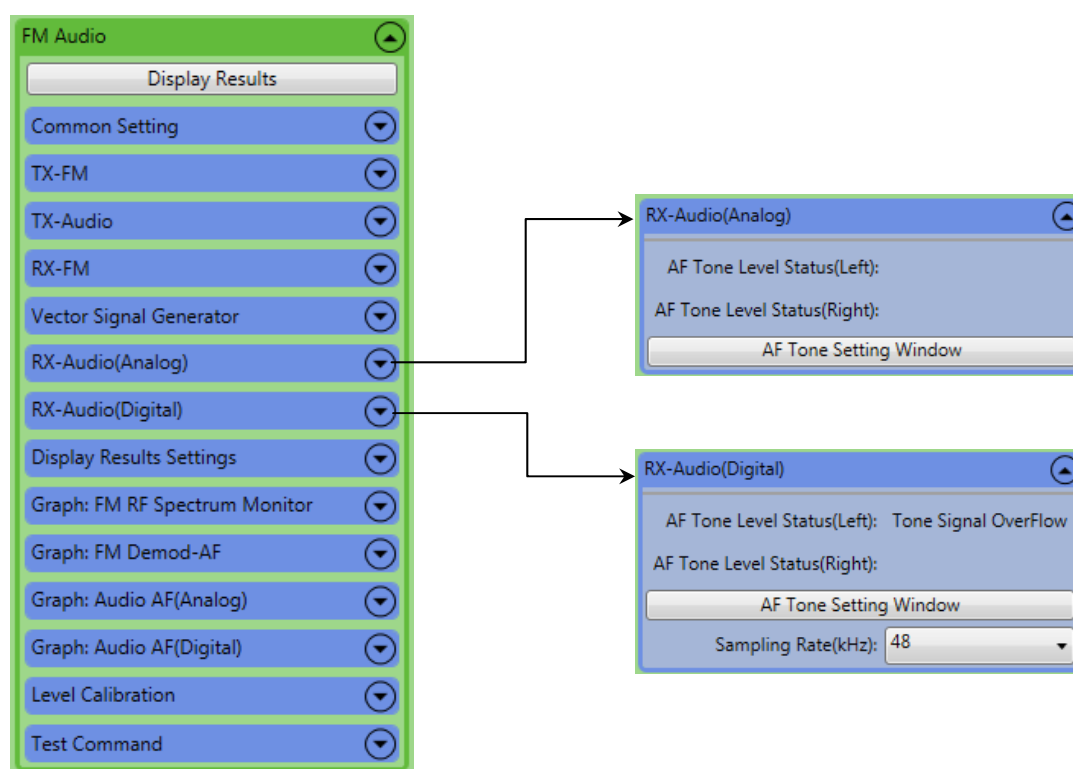 FM Audio
Display Results
Common Setting
TX-FM
TX-Audio
RX-FM
Vector Signal Generator
RX-Audio(Analog)
RX-Audio(Digital)
Display Results Settings
Graph: FM RF Spectrum Monitor
Graph: FM Demod-AF
Graph: Audio AF(Analog)
Graph: Audio AF(Digital)
Level Calibration
Test Command
RX-Audio(Analog)
AF Tone Level Status(Left):
AF Tone Level Status(Right):
AF Tone Setting Window
RX-Audio(Digital)
AF Tone Level Status(Left): Tone Signal OverFlow
AF Tone Level Status(Right):
AF Tone Setting Window
Sampling Rate(kHz): 48